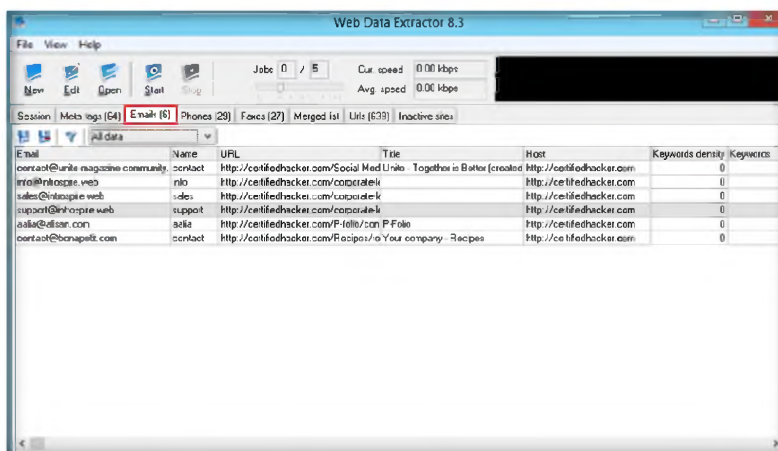 Web Data Extractor 8.3
File View Help
New Edit Open Start Stop Jobs 0 / 5 Cur. speed 0.00 kbps
Avg. speed 0.00 kbps
Session Meta tags (64) Emails (6) Phones (29) Faxes (27) Merged list Urls (639) Inactive sites
All data
Email Name URL Title Host Keywords density Keywords
contact@unite-magazine-community. contact http://certifiedhacker.com/Social Med Unite - Together is Better (created http://certifiedhacker.com 0
info@introspire.web info http://certifiedhacker.com/corporate-le http://certifiedhacker.com 0
sales@introspire.web sales http://certifiedhacker.com/corporate-le http://certifiedhacker.com 0
support@introspire.web support http://certifiedhacker.com/corporate-le http://certifiedhacker.com 0
aalia@alisan.com aalia http://certifiedhacker.com/P-folio/con P-Folio http://certifiedhacker.com 0
contact@bonapetit.com contact http://certifiedhacker.com/Recipes/ Your company - Recipes http://certifiedhacker.com 0